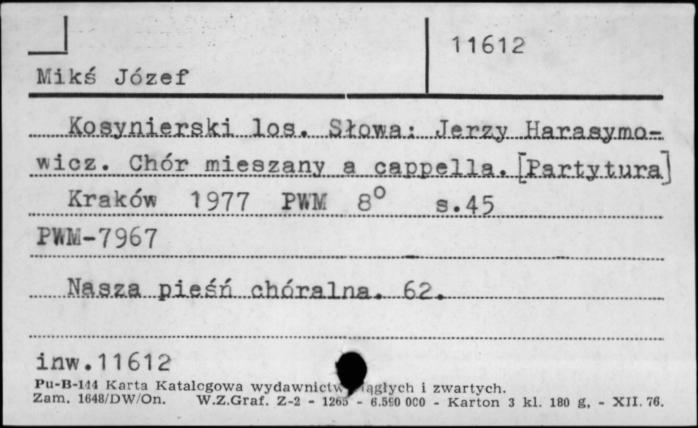 11612
Mikś Józef
Kosynierski los. Słowa: Jerzy Harasymo-
wicz. Chór mieszany a cappella. [Partytura]
Kraków 1977 PWM 8° s.45
PWM-7967
Nasza pieśń chóralna. 62.
inw.11612
Pu-B-144 Karta Katalogowa wydawnictw ciągłych i zwartych.
Zam. 1648/DW/On. W.Z.Graf. Z-2 - 1265 - 6.590 000 - Karton 3 kl. 180 g, - XII. 76.